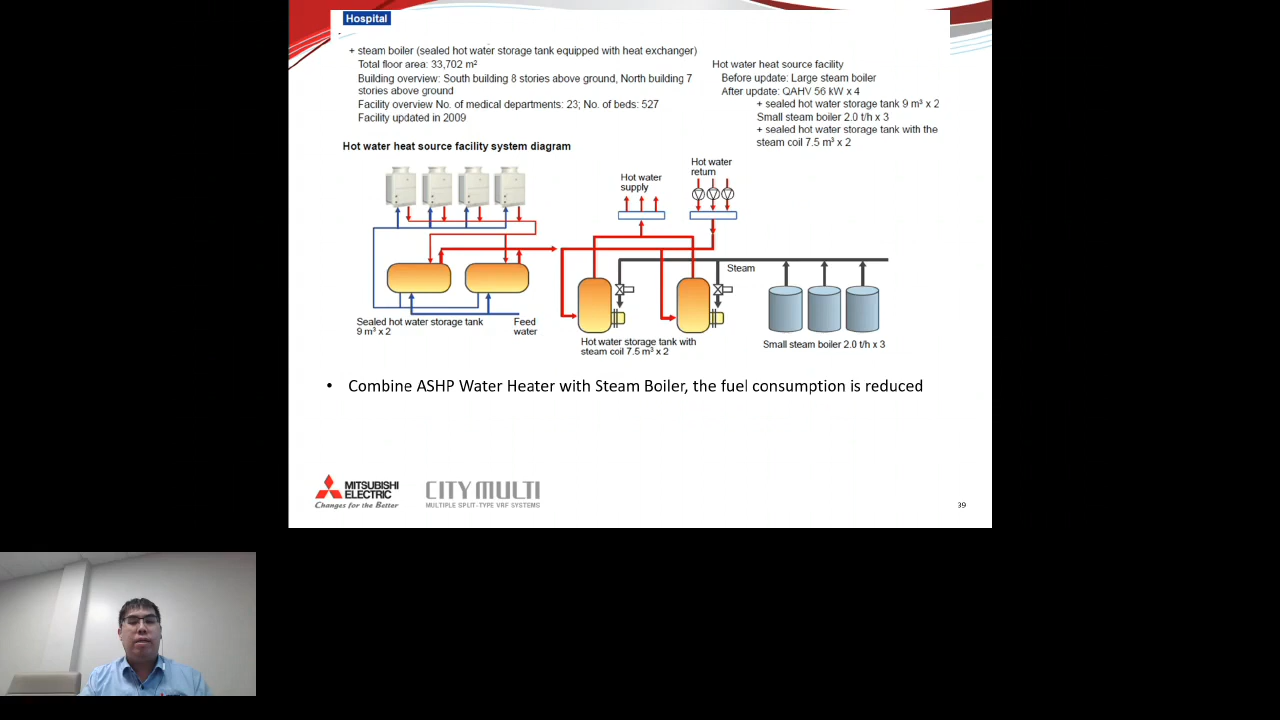 Hospital
+ steam boiler (sealed hot water storage tank equipped with heat exchanger)
Total floor area: 33,702 m²
Building overview: South building 8 stories above ground, North building 7
stories above ground
Facility overview No. of medical departments: 23; No. of beds: 527
Facility updated in 2009
Hot water heat source facility
Before update: Large steam boiler
After update: QAHV 56 kW x 4
+ sealed hot water storage tank 9 m³ x 2
Small steam boiler 2.0 t/h x 3
+ sealed hot water storage tank with the
steam coil 7.5 m³ x 2
Hot water heat source facility system diagram
Hot water
supply
Hot water
return
Steam
Sealed hot water storage tank
9 m³ x 2
Feed
water
Hot water storage tank with
steam coil 7.5 m³ x 2
Small steam boiler 2.0 t/h x 3
• Combine ASHP Water Heater with Steam Boiler, the fuel consumption is reduced
MITSUBISHI
ELECTRIC
Changes for the Better
CITY MULTI
MULTIPLE SPLIT-TYPE VRF SYSTEMS
39